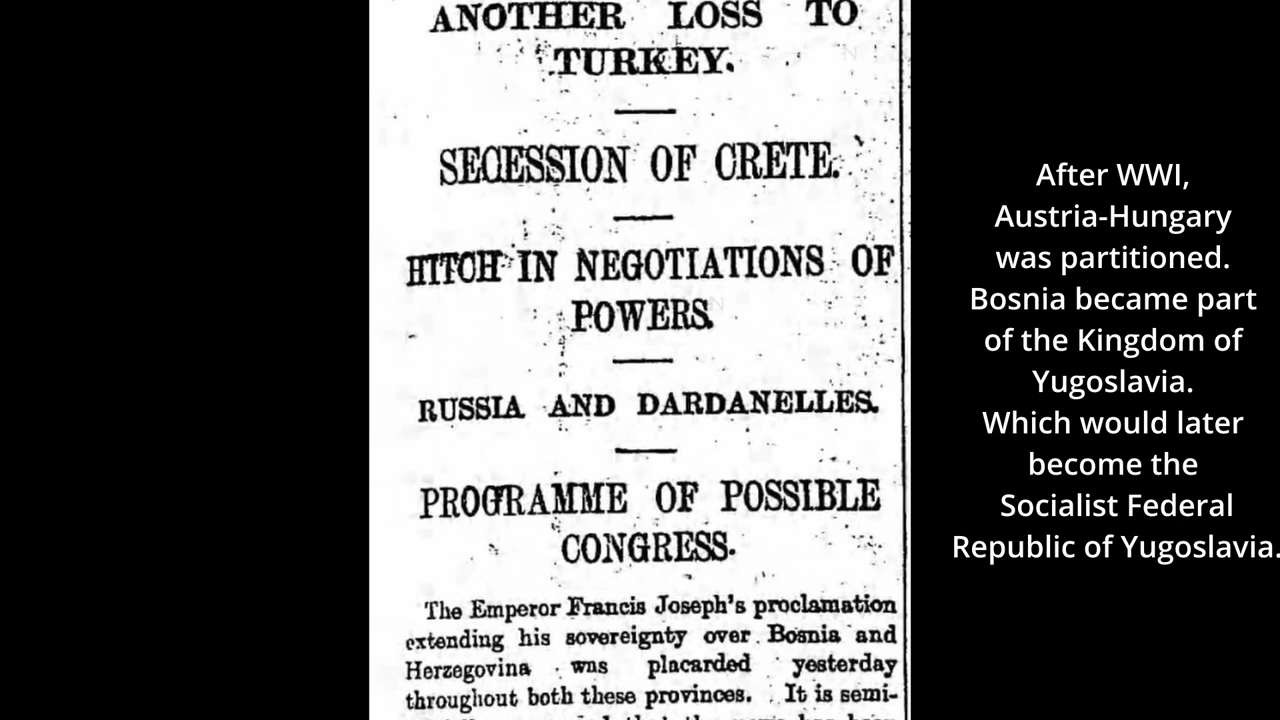 ANOTHER LOSS TO
TURKEY.
SECESSION OF CRETE.
HITCH IN NEGOTIATIONS OF
POWERS.
RUSSIA AND DARDANELLES.
PROGRAMME OF POSSIBLE
CONGRESS.
The Emperor Francis Joseph's proclamation
extending his sovereignty over Bosnia and
Herzegovina was placarded yesterday
throughout both these provinces. It is semi-
After WWI,
Austria-Hungary
was partitioned.
Bosnia became part
of the Kingdom of
Yugoslavia.
Which would later
become the
Socialist Federal
Republic of Yugoslavia.